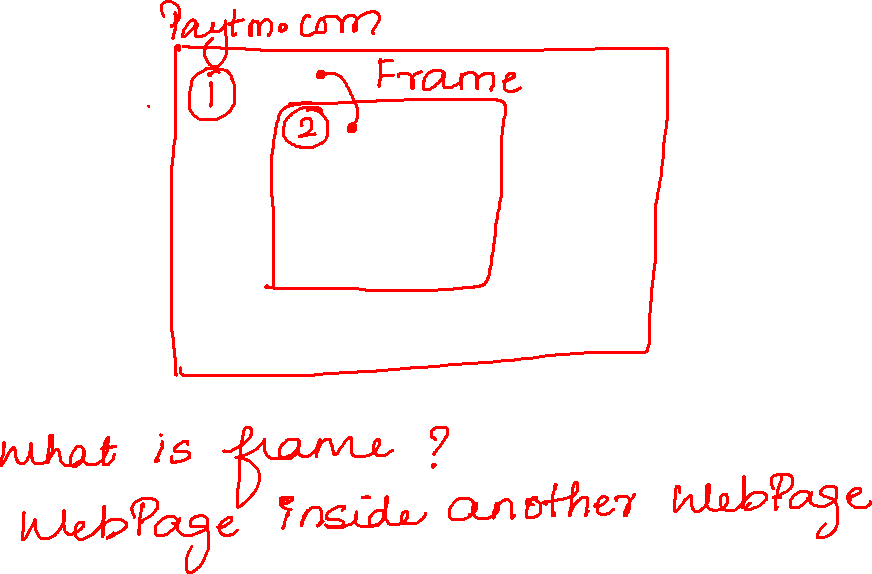 Paytm.com
1
Frame
2
What is frame ?
WebPage inside another WebPage